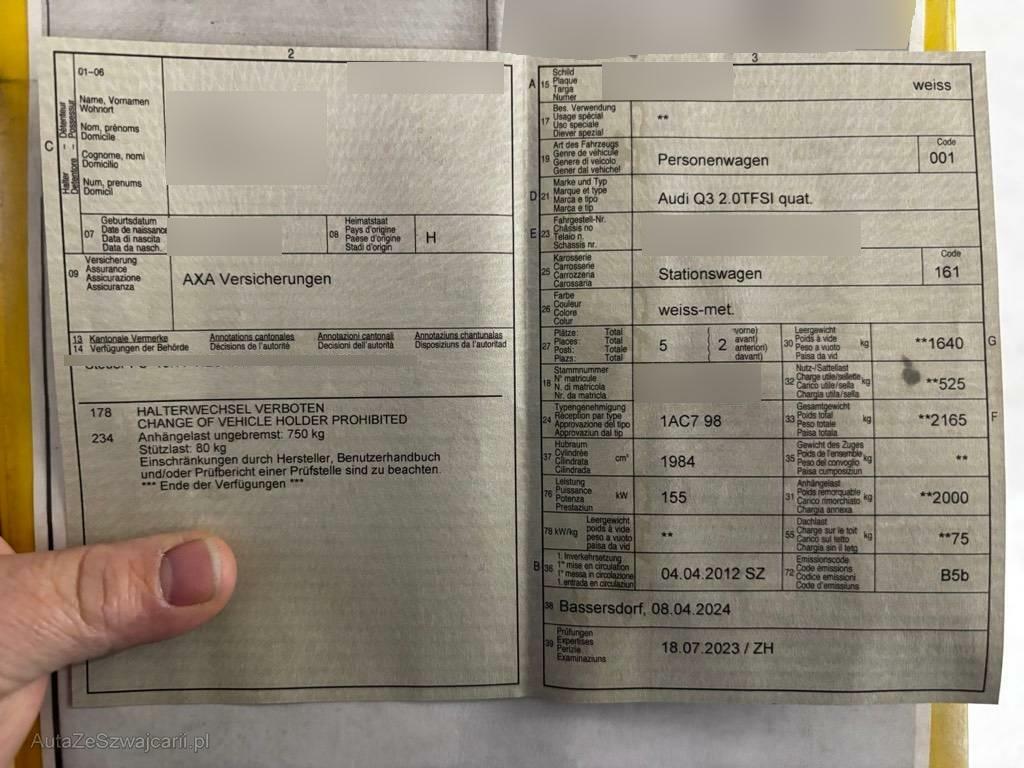 2
01-06
Halter – Détenteur
Detentore – Possessur
C
Name, Vornamen
Wohnort
Nom, prénoms
Domicile
Cognome, nomi
Domicilio
Num, prenums
Domicil
07
Geburtsdatum
Date de naissance
Data di nascita
Data da nasch.
08
Heimatstaat
Pays d'origine
Paese d'origine
Stadi d'origin
H
09
Versicherung
Assurance
Assicurazione
Assicuranza
AXA Versicherungen
13 Kantonale Vermerke Annotations cantonales Annotazioni cantonali Annotaziuns chantunalas
14 Verfügungen der Behörde Décisions de l'autorité Decisioni dell'autorità Disposiziuns da l'autoritad
178 HALTERWECHSEL VERBOTEN
CHANGE OF VEHICLE HOLDER PROHIBITED
234 Anhängelast ungebremst: 750 kg
Stützlast: 80 kg
Einschränkungen durch Hersteller, Benutzerhandbuch
und/oder Prüfbericht einer Prüfstelle sind zu beachten.
*** Ende der Verfügungen ***
3
A 15
Schild
Plaque
Targa
Numer
weiss
17
Bes. Verwendung
Usage spécial
Uso speciale
Diever spezial
**
19
Art des Fahrzeugs
Genre de véhicule
Genere di veicolo
Gener dal vehichel
Personenwagen
Code
001
D 21
Marke und Typ
Marque et type
Marca e tipo
Marca e tip
Audi Q3 2.0TFSI quat.
E 23
Fahrgestell-Nr.
Châssis no
Telaio n.
Schassis nr.
25
Karosserie
Carrosserie
Carrozzeria
Carossaria
Stationswagen
Code
161
26
Farbe
Couleur
Colore
Colur
weiss-met.
27
Plätze: Total
Places: Total
Posti: Totale
Plazs: Total
5
2
vorne)
avant)
anteriori)
davant)
30
Leergewicht
Poids à vide
Peso a vuoto
Paisa da vid
kg
**1640
G
18
Stammnummer
N° matricule
N. di matricola
Nr. da matricla
32
Nutz-/Sattellast
Charge utile/sellette
Carico utile/sella
Chargia utila/sella
kg
**525
24
Typengenehmigung
Réception par type
Approvazione del tipo
Approvaziun dal tip
1AC7 98
33
Gesamtgewicht
Poids total
Peso totale
Paisa totala
kg
**2165
F
37
Hubraum
Cylindrée
Cilindrata
Cilindrada
cm³
1984
35
Gewicht des Zuges
Poids de l'ensemble
Peso del convoglio
Paisa cumposiziun
kg
**
76
Leistung
Puissance
Potenza
Prestaziun
kW
155
31
Anhängelast
Poids remorquable
Carico rimorchiato
Chargia annexa
kg
**2000
78 kW/kg
Leergewicht
poids à vide
peso a vuoto
paisa da vid
**
55
Dachlast
Charge sur le toit
Carico sul tetto
Chargia sin il tetg
kg
**75
B 36
1. Inverkehrsetzung
1re mise en circulation
1a messa in circolazione
1. entrada en circulaziun
04.04.2012 SZ
72
Emissionscode
Code émissions
Codice emissioni
Code d'emissiuns
B5b
38 Bassersdorf, 08.04.2024
39
Prüfungen
Expertises
Perizie
Examinaziuns
18.07.2023 / ZH
AutaZeSzwajcarii.pl